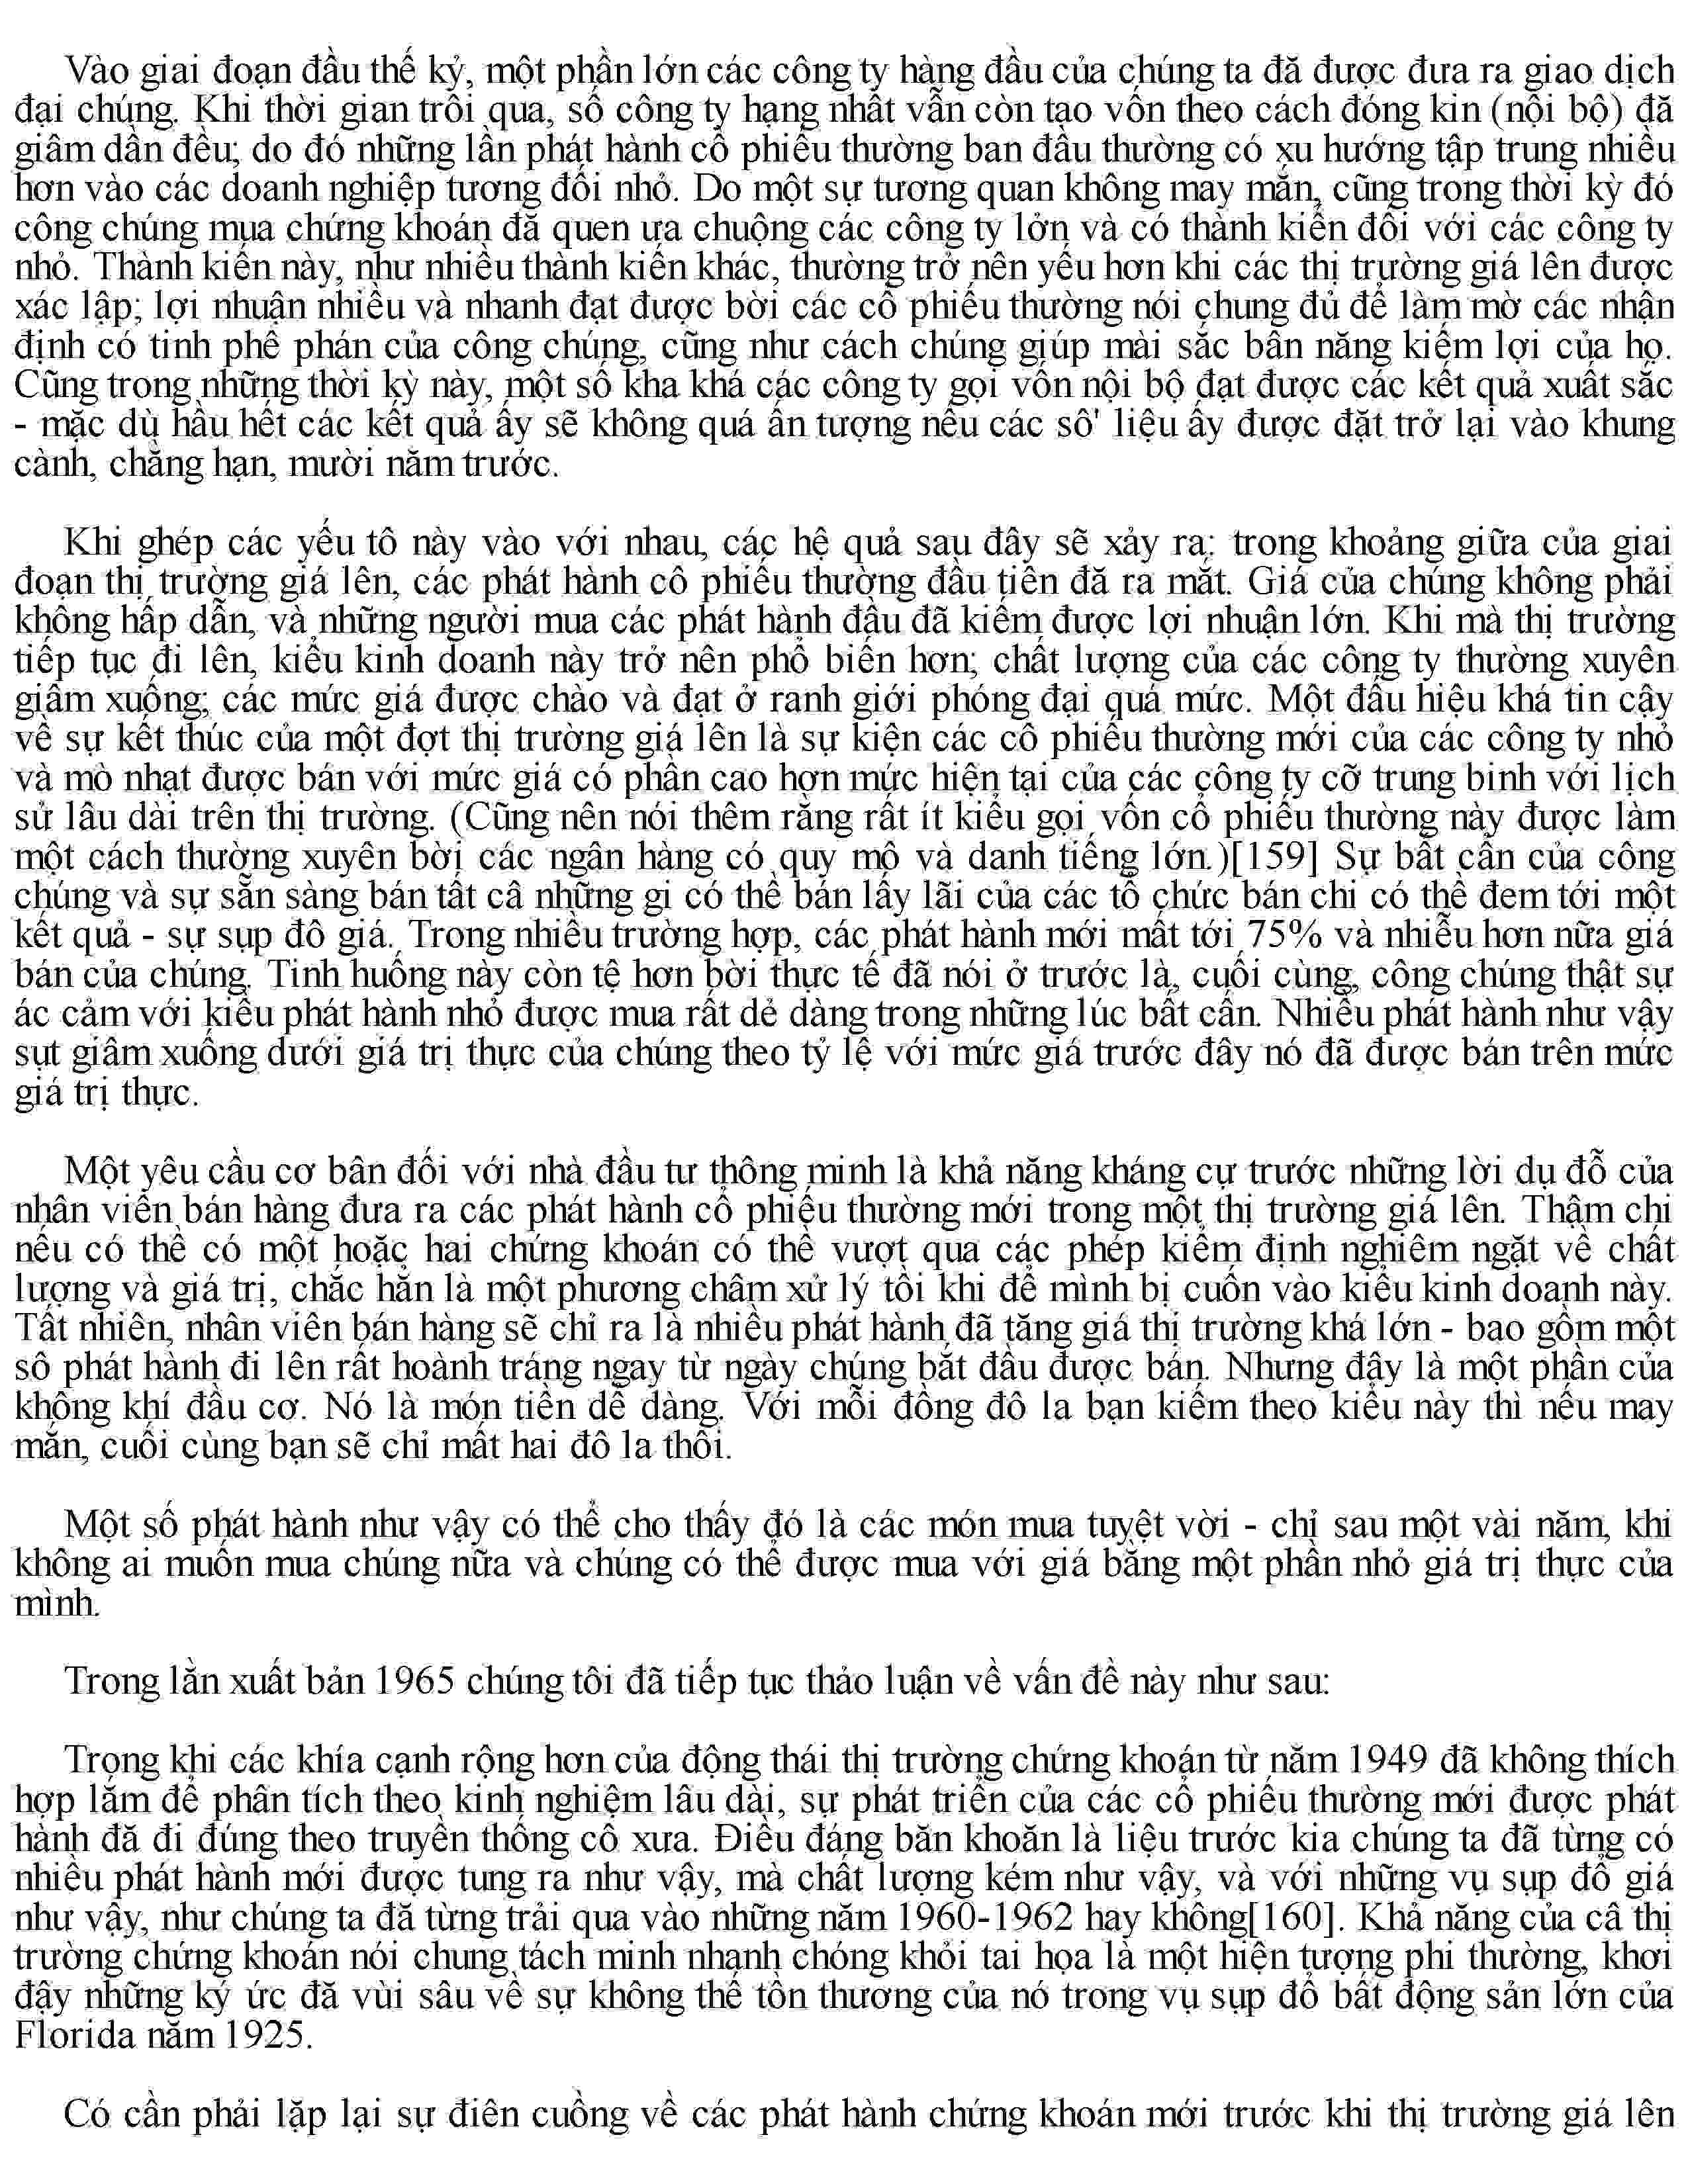 Vào giai đoạn đầu thế kỷ, một phần lớn các công ty hàng đầu của chúng ta đă được đưa ra giao dịch
đại chúng. Khi thời gian trôi qua, số công ty hạng nhất vẫn còn tạo vốn theo cách đóng kin (nội bộ) đă
giâm dần đều; do đó những lần phát hành cổ phiếu thường ban đầu thường có xu hướng tập trung nhiều
hơn vào các doanh nghiệp tương đối nhỏ. Do một sự tương quan không may mắn, cũng trong thời kỳ đó
công chúng mua chứng khoán đă quen ưa chuộng các công ty lởn và có thành kiến đối với các công ty
nhỏ. Thành kiến này, như nhiều thành kiến khác, thường trở nên yếu hơn khi các thị trường giá lên được
xác lập; lợi nhuận nhiều và nhanh đạt được bời các cổ phiếu thường nói chung đủ để làm mờ các nhận
định có tinh phê phán của công chúng, cũng như cách chúng giúp mài sắc bản năng kiếm lợi của họ.
Cũng trong những thời kỳ này, một số kha khá các công ty gọi vốn nội bộ đạt được các kết quả xuất sắc
- mặc dù hầu hết các kết quả ấy sẽ không quá ấn tượng nếu các sô' liệu ấy được đặt trở lại vào khung
cành, chẳng hạn, mười năm trước.
Khi ghép các yếu tô này vào với nhau, các hệ quả sau đây sẽ xảy ra: trong khoảng giữa của giai
đoạn thị trường giá lên, các phát hành cô phiếu thường đầu tiên đă ra mắt. Giá của chúng không phải
không hấp dẫn, và những người mua các phát hành đầu đã kiếm được lợi nhuận lớn. Khi mà thị trường
tiếp tục đi lên, kiểu kinh doanh này trở nên phổ biến hơn; chất lượng của các công ty thường xuyên
giâm xuống; các mức giá được chào và đạt ở ranh giới phóng đại quá mức. Một đấu hiệu khá tin cậy
về sự kết thúc của một đợt thị trường giá lên là sự kiện các cô phiếu thường mới của các công ty nhỏ
và mò nhạt được bán với mức giá có phần cao hơn mức hiện tại của các công ty cỡ trung binh với lịch
sử lâu dài trên thị trường. (Cũng nên nói thêm rằng rất ít kiểu gọi vốn cổ phiếu thường này được làm
một cách thường xuyên bời các ngân hàng có quy mô và danh tiếng lớn.)[159] Sự bất cẩn của công
chúng và sự sẵn sàng bán tất câ những gi có thể bán lấy lãi của các tổ chức bán chi có thề đem tới một
kết quả - sự sụp đô giá. Trong nhiều trường hợp, các phát hành mới mất tới 75% và nhiều hơn nữa giá
bán của chúng. Tinh huống này còn tệ hơn bời thực tế đã nói ở trước là, cuối cùng, công chúng thật sự
ác cảm với kiểu phát hành nhỏ được mua rất dẻ dàng trong những lúc bất cẩn. Nhiều phát hành như vậy
sụt giâm xuống dưới giá trị thực của chúng theo tỷ lệ với mức giá trước đây nó đã được bán trên mức
giá trị thực.
Một yêu cầu cơ bân đối với nhà đầu tư thông minh là khả năng kháng cự trước những lời dụ đỗ của
nhân viên bán hàng đưa ra các phát hành cổ phiếu thường mới trong một thị trường giá lên. Thậm chi
nếu có thể có một hoặc hai chứng khoán có thể vượt qua các phép kiểm định nghiêm ngặt về chất
lượng và giá trị, chắc hẳn là một phương châm xử lý tồi khi để mình bị cuốn vào kiểu kinh doanh này.
Tất nhiên, nhân viên bán hàng sẽ chỉ ra là nhiều phát hành đã tăng giá thị trường khá lớn - bao gồm một
sô phát hành đi lên rất hoành tráng ngay từ ngày chúng bắt đầu được bán. Nhưng đây là một phần của
không khí đầu cơ. Nó là món tiền dễ dàng. Với mỗi đồng đô la bạn kiếm theo kiểu này thì nếu may
mắn, cuối cùng bạn sẽ chỉ mất hai đô la thôi.
Một số phát hành như vậy có thể cho thấy đó là các món mua tuyệt vời - chỉ sau một vài năm, khi
không ai muốn mua chúng nữa và chúng có thể được mua với giá bằng một phần nhỏ giá trị thực của
mình.
Trong lằn xuất bản 1965 chúng tôi đã tiếp tục thảo luận về vấn đề này như sau:
Trong khi các khía cạnh rộng hơn của động thái thị trường chứng khoán từ năm 1949 đã không thích
hợp lắm để phân tích theo kinh nghiệm lâu dài, sự phát triển của các cổ phiếu thường mới được phát
hành đă đi đúng theo truyền thống cô xưa. Điều đáng băn khoăn là liệu trước kia chúng ta đã từng có
nhiều phát hành mới được tung ra như vậy, mà chất lượng kém như vậy, và với những vụ sụp đổ giá
như vậy, như chúng ta đã từng trải qua vào những năm 1960-1962 hay không[160]. Khả năng của câ thị
trường chứng khoán nói chung tách minh nhanh chóng khỏi tai họa là một hiện tượng phi thường, khơi
đậy những ký ức đă vùi sâu về sự không thể tồn thương của nó trong vụ sụp đổ bất động sản lớn của
Florida năm 1925.
Có cần phải lặp lại sự điên cuồng về các phát hành chứng khoán mới trước khi thị trường giá lên